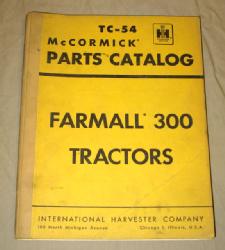 TC-54
McCORMICK®
PARTS CATALOG
FARMALL® 300
TRACTORS
INTERNATIONAL HARVESTER COMPANY
180 North Michigan Avenue Chicago 1, Illinois, U.S.A.